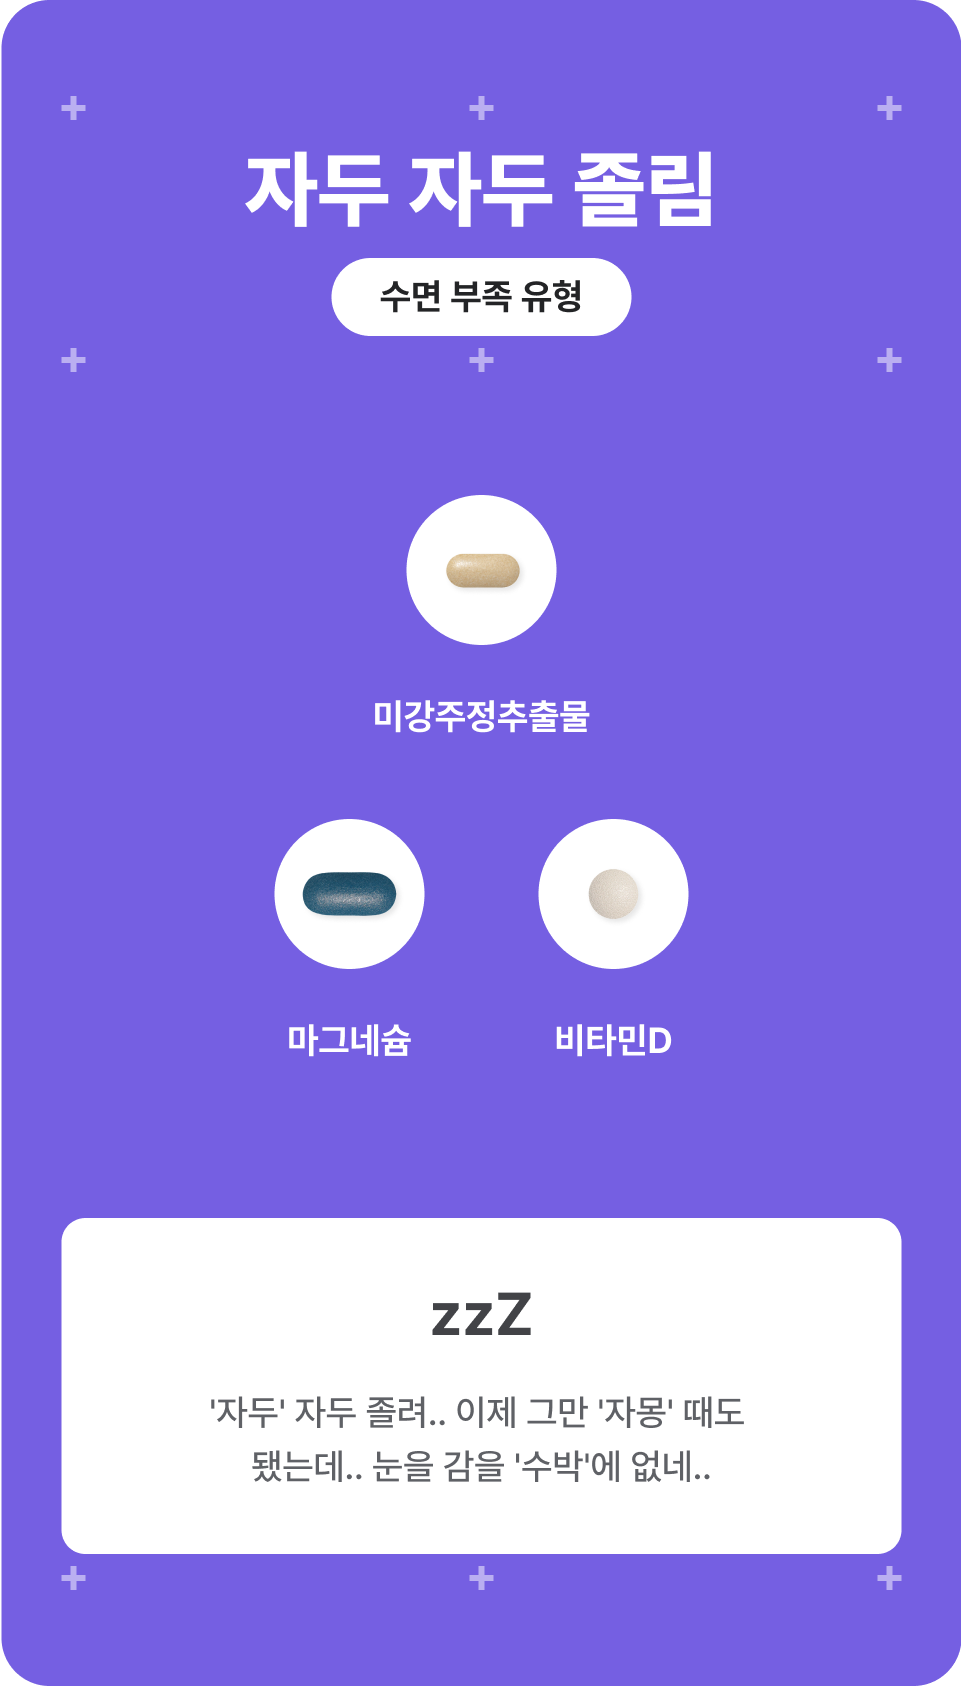 자두 자두 졸림
수면 부족 유형
미강주정추출물
마그네슘 비타민D
zzZ
'자두' 자두 졸려.. 이제 그만 '자몽' 때도
됐는데.. 눈을 감을 '수박'에 없네..